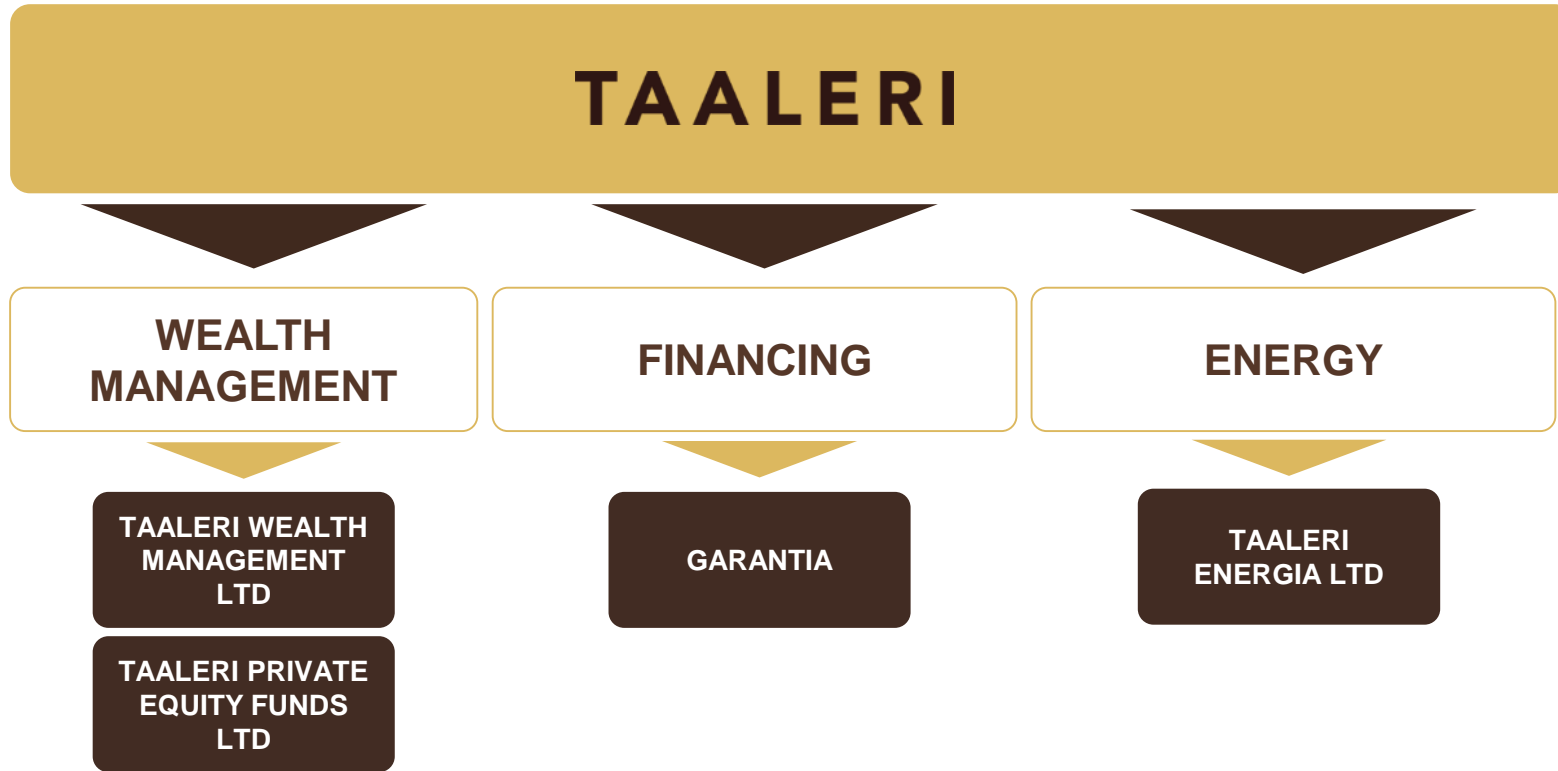 TAALERI
WEALTH
MANAGEMENT
FINANCING
ENERGY
TAALERI WEALTH
MANAGEMENT
LTD
GARANTIA
TAALERI
ENERGIA LTD
TAALERI PRIVATE
EQUITY FUNDS
LTD